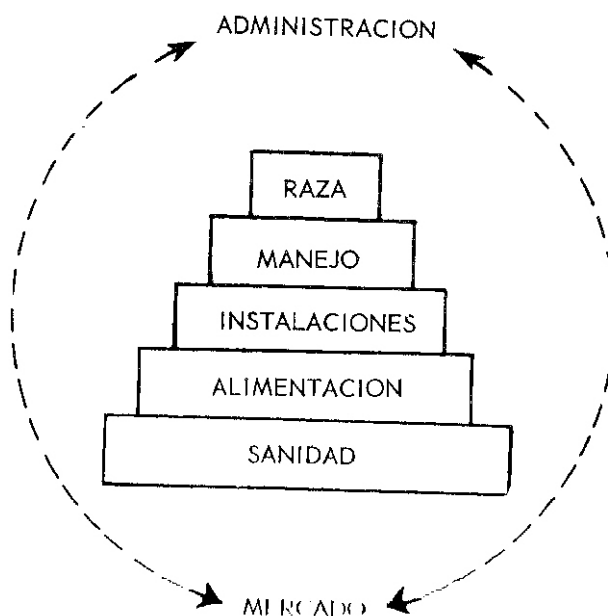 ADMINISTRACION
RAZA
MANEJO
INSTALACIONES
ALIMENTACION
SANIDAD
MERCADO